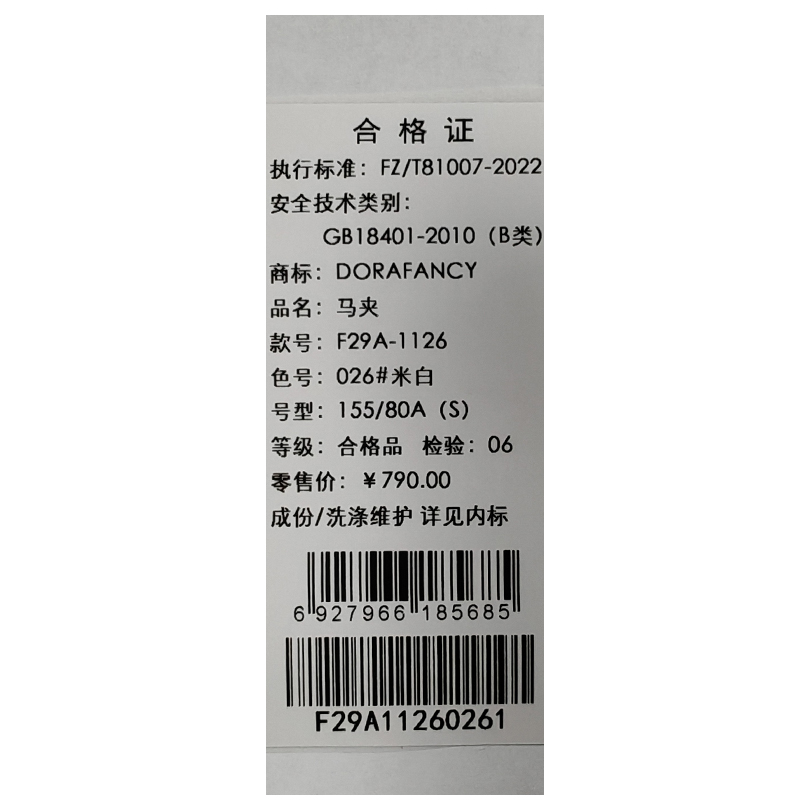 合格证
执行标准：FZ/T81007-2022
安全技术类别：
GB18401-2010（B类）
商标：DORAFANCY
品名：马夹
款号：F29A-1126
色号：026#米白
号型：155/80A（S）
等级：合格品 检验：06
零售价：￥790.00
成份/洗涤维护 详见内标
6 927966 185685
F29A11260261